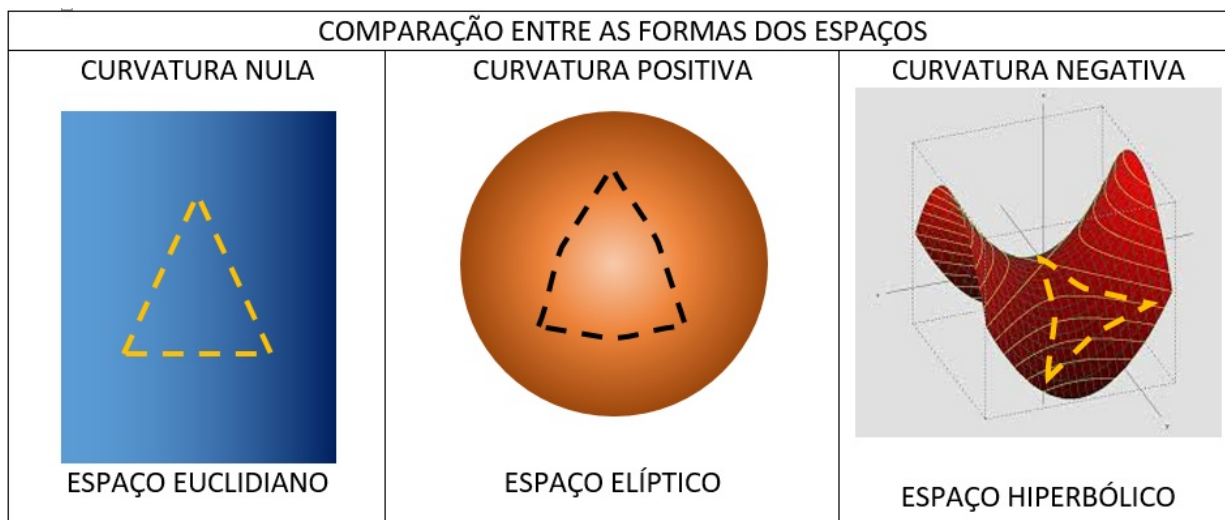 COMPARAÇÃO ENTRE AS FORMAS DOS ESPAÇOS
CURVATURA NULA
ESPAÇO EUCLIDIANO
CURVATURA POSITIVA
ESPAÇO ELÍPTICO
CURVATURA NEGATIVA
ESPAÇO HIPERBÓLICO